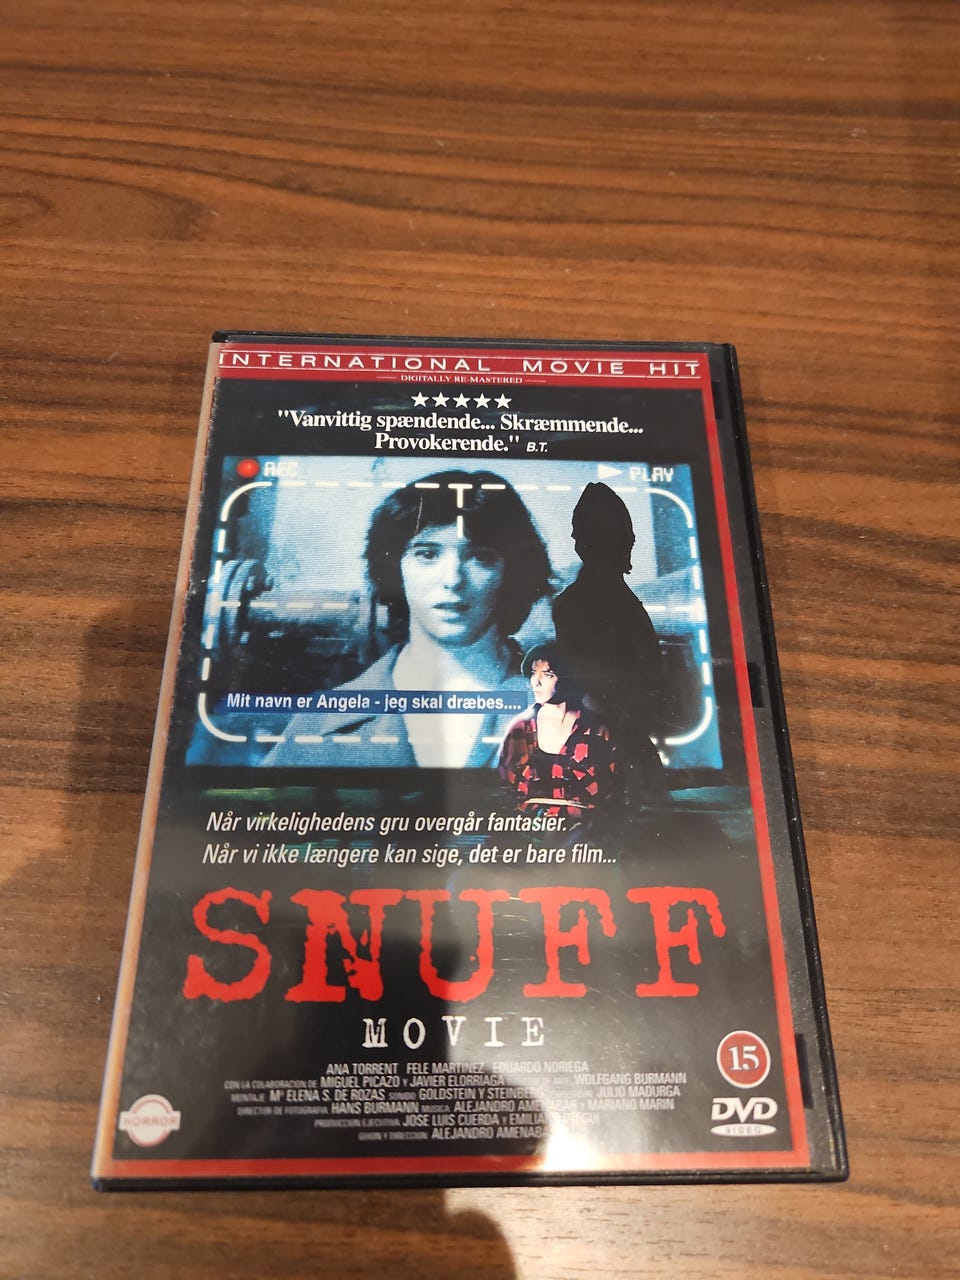 INTERNATIONAL MOVIE HIT
DIGITALLY RE-MASTERED
"Vanvittig spændende... Skræmmende...
Provokerende." B.T.
REC
PLAY
Mit navn er Angela - jeg skal dræbes....
Når virkelighedens gru overgår fantasier.
Når vi ikke længere kan sige, det er bare film...
SNUFF
MOVIE
15
ANA TORRENT FELE MARTINEZ EDUARDO NORIEGA
CON LA COLABORACION DE MIGUEL PICAZO Y JAVIER ELORRIAGA WOLFGANG BURMANN
MONTAJE Mª ELENA S. DE ROZAS SONIDO GOLDSTEIN Y STEINBERG JULIO MADURGA
DIRECTOR DE FOTOGRAFIA HANS BURMANN MUSICA ALEJANDRO AMENABAR Y MARIANO MARIN
PRODUCCION EJECUTIVA JOSE LUIS CUERDA Y
GUION Y DIRECCION ALEJANDRO
HORROR
DVD
VIDEO